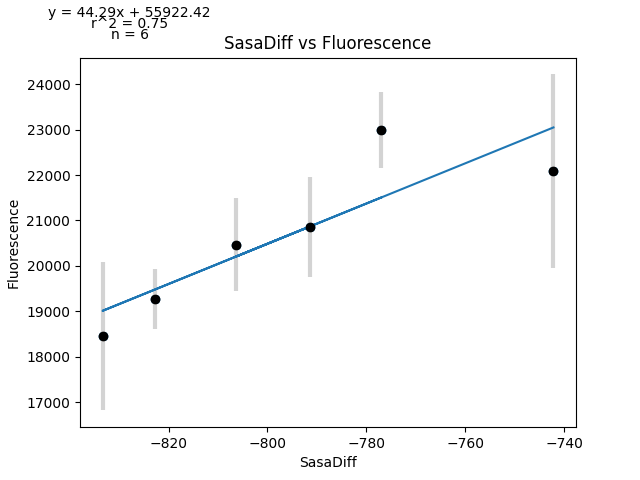 y = 44.29x + 55922.42
r^2 = 0.75
n = 6
SasaDiff vs Fluorescence
24000
23000
22000
21000
20000
19000
18000
17000
Fluorescence
−820
−800
−780
−760
−740
SasaDiff